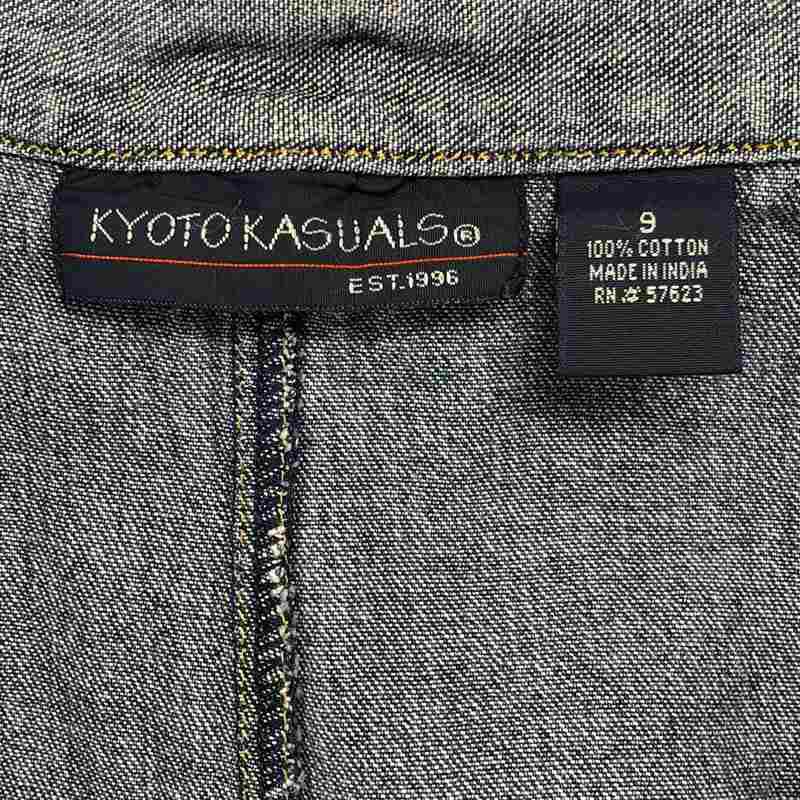 KYOTO KASUALS®
EST.1996
9
100% COTTON
MADE IN INDIA
RN # 57623